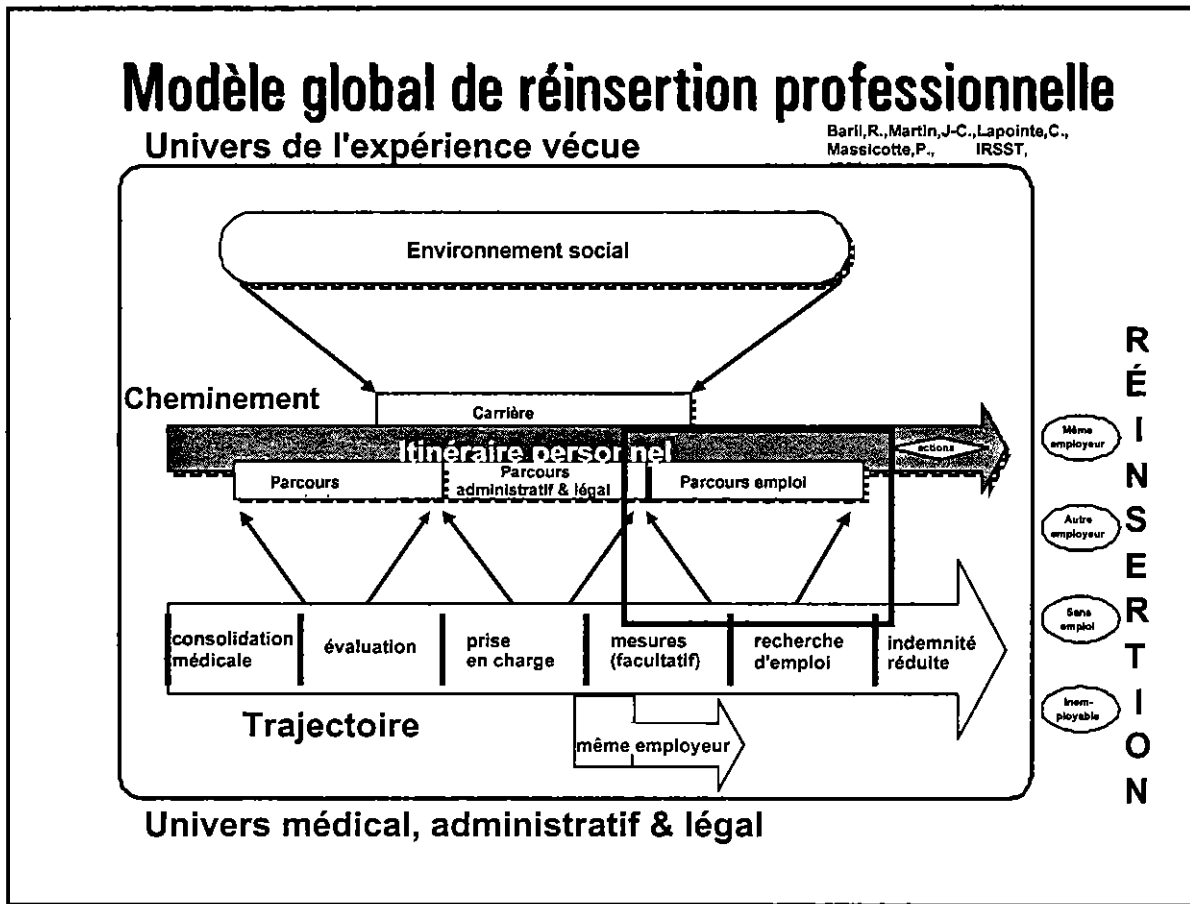 Modèle global de réinsertion professionnelle
Univers de l'expérience vécue
Baril,R.,Martin,J-C.,Lapointe,C.,
Massicotte,P., IRSST,
Environnement social
Cheminement
Carrière
Itinéraire personnel
actions
Parcours
Parcours
administratif & légal
Parcours emploi
consolidation
médicale
évaluation
prise
en charge
mesures
(facultatif)
recherche
d'emploi
indemnité
réduite
Trajectoire
même employeur
Univers médical, administratif & légal
Même
employeur
Autre
employeur
Sans
emploi
Inem-
ployable
RÉINSERTION